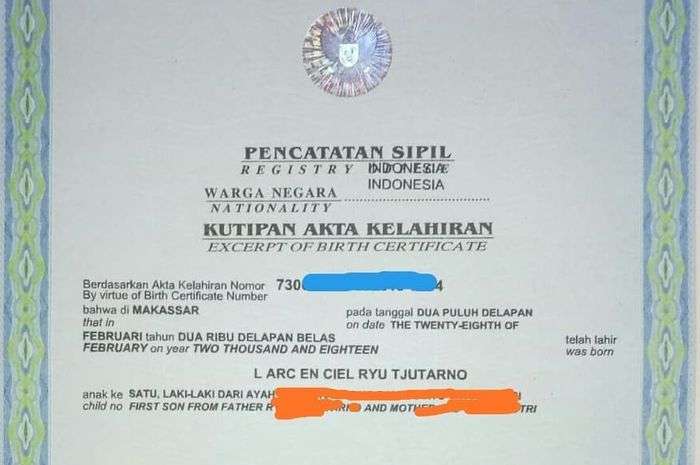 PENCATATAN SIPIL
REGISTRY INDONESIA
WARGA NEGARA INDONESIA
NATIONALITY
KUTIPAN AKTA KELAHIRAN
EXCERPT OF BIRTH CERTIFICATE
Berdasarkan Akta Kelahiran Nomor 730 4
By virtue of Birth Certificate Number
bahwa di MAKASSAR pada tanggal DUA PULUH DELAPAN
that in on date THE TWENTY-EIGHTH OF
FEBRUARI tahun DUA RIBU DELAPAN BELAS telah lahir
FEBRUARY on year TWO THOUSAND AND EIGHTEEN was born
L ARC EN CIEL RYU TJUTARNO
anak ke SATU, LAKI-LAKI DARI AYAH
child no FIRST SON FROM FATHER R AND MOTHE TRI